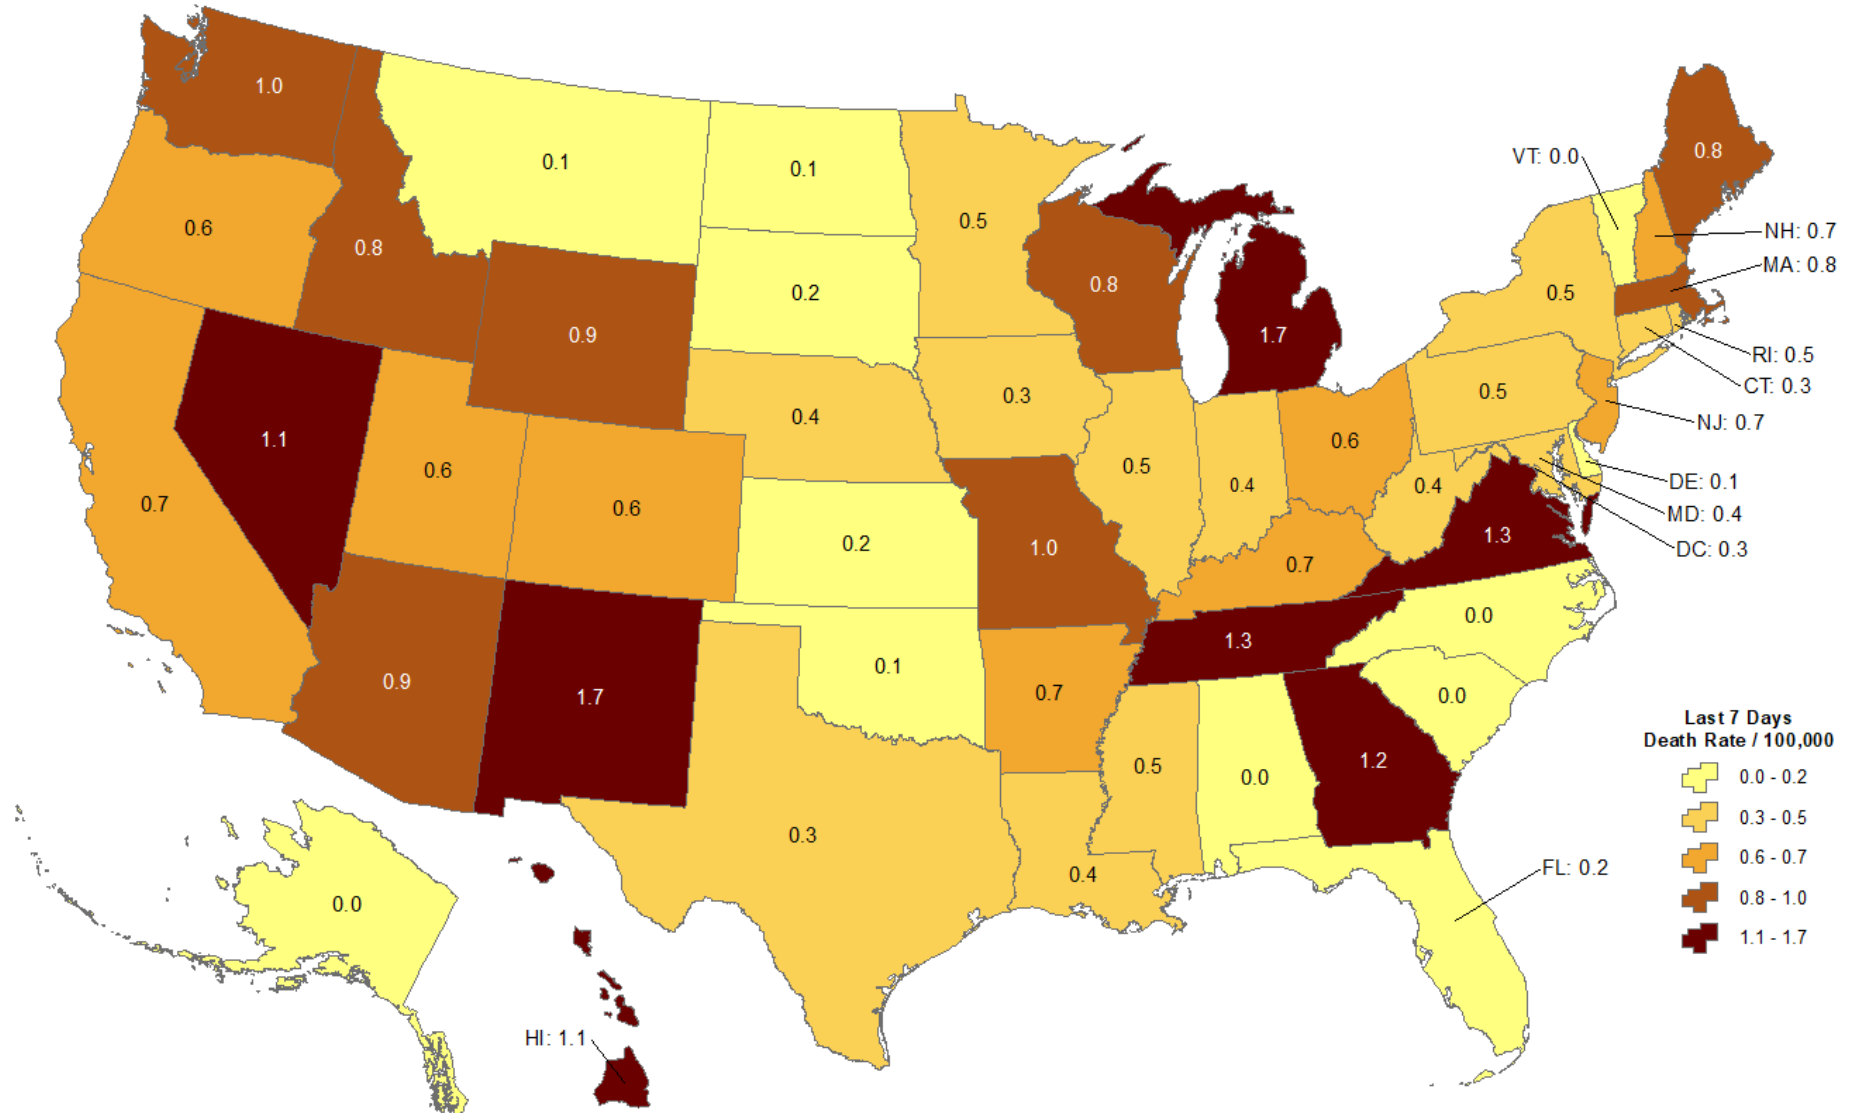 1.0
0.1
0.1
0.8
VT: 0.0
0.5
0.6
0.8
NH: 0.7
MA: 0.8
0.2
0.8
0.5
0.9
1.7
RI: 0.5
CT: 0.3
0.4
0.3
0.5
NJ: 0.7
1.1
0.6
0.6
DE: 0.1
0.7
0.6
0.5
0.4
0.4
MD: 0.4
0.2
1.0
1.3
DC: 0.3
0.7
0.0
1.3
0.1
0.9
1.7
0.7
0.0
Last 7 Days
Death Rate / 100,000
0.0 - 0.2
0.3 - 0.5
0.6 - 0.7
0.8 - 1.0
1.1 - 1.7
0.5
0.0
1.2
0.3
0.4
FL: 0.2
0.0
HI: 1.1